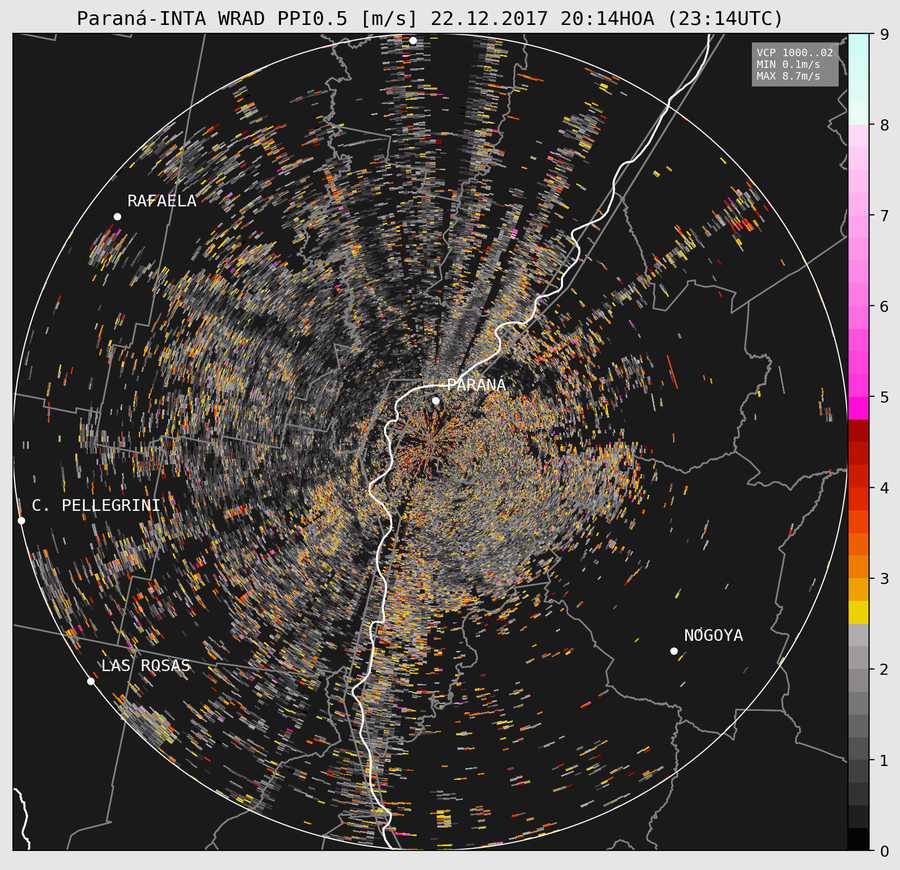 Paraná-INTA WRAD PPI0.5 [m/s] 22.12.2017 20:14HOA (23:14UTC)
VCP 1000..02
MIN 0.1m/s
MAX 8.7m/s
RAFAELA
PARANÁ
C. PELLEGRINI
NOGOYA
LAS ROSAS
9
8
7
6
5
4
3
2
1
0